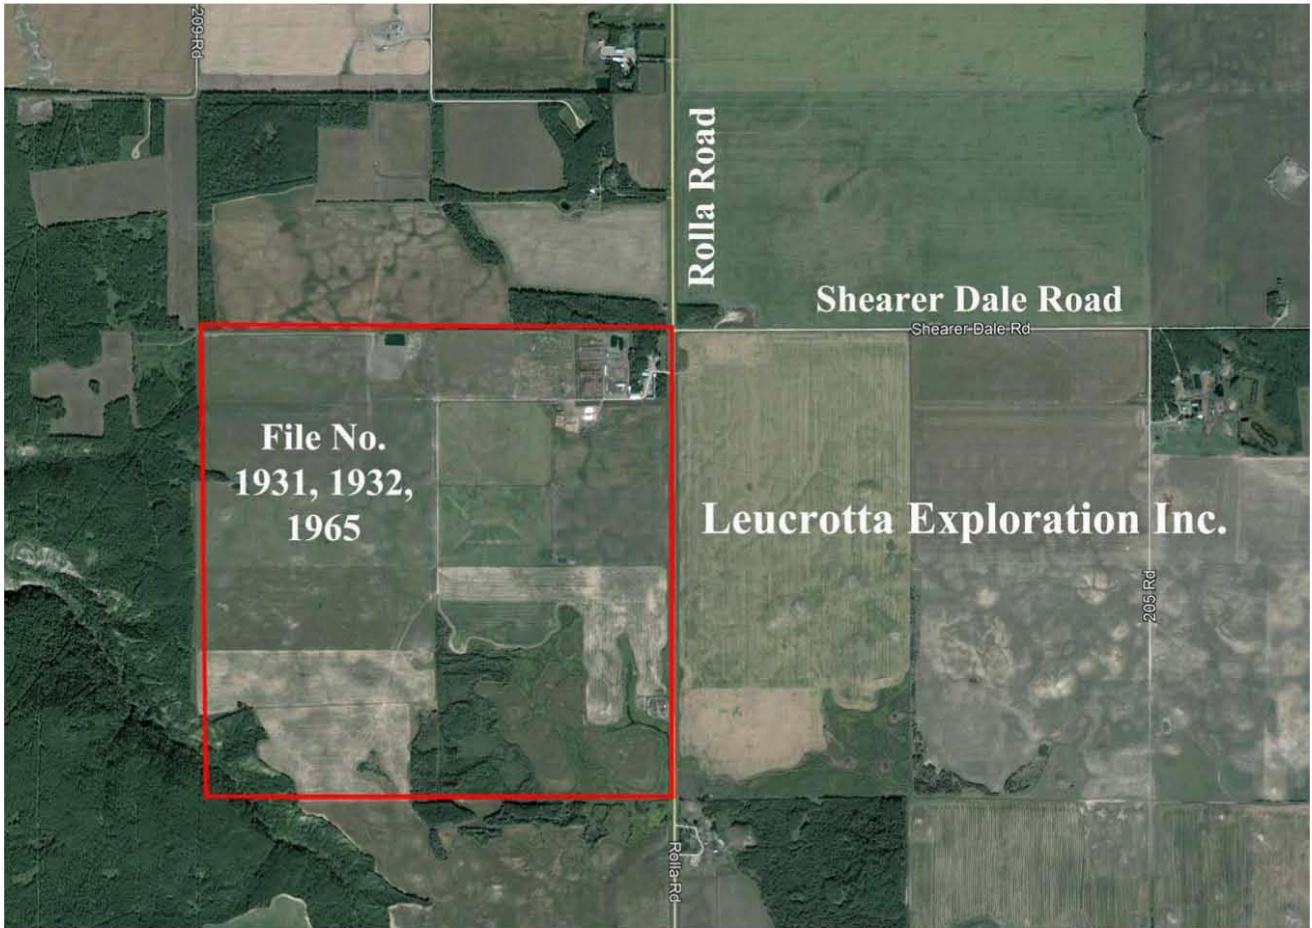 209 Rd
Rolla Road
Shearer Dale Road
Shearer Dale Rd
File No.
1931, 1932,
1965
Leucrotta Exploration Inc.
205 Rd
Rolla Rd